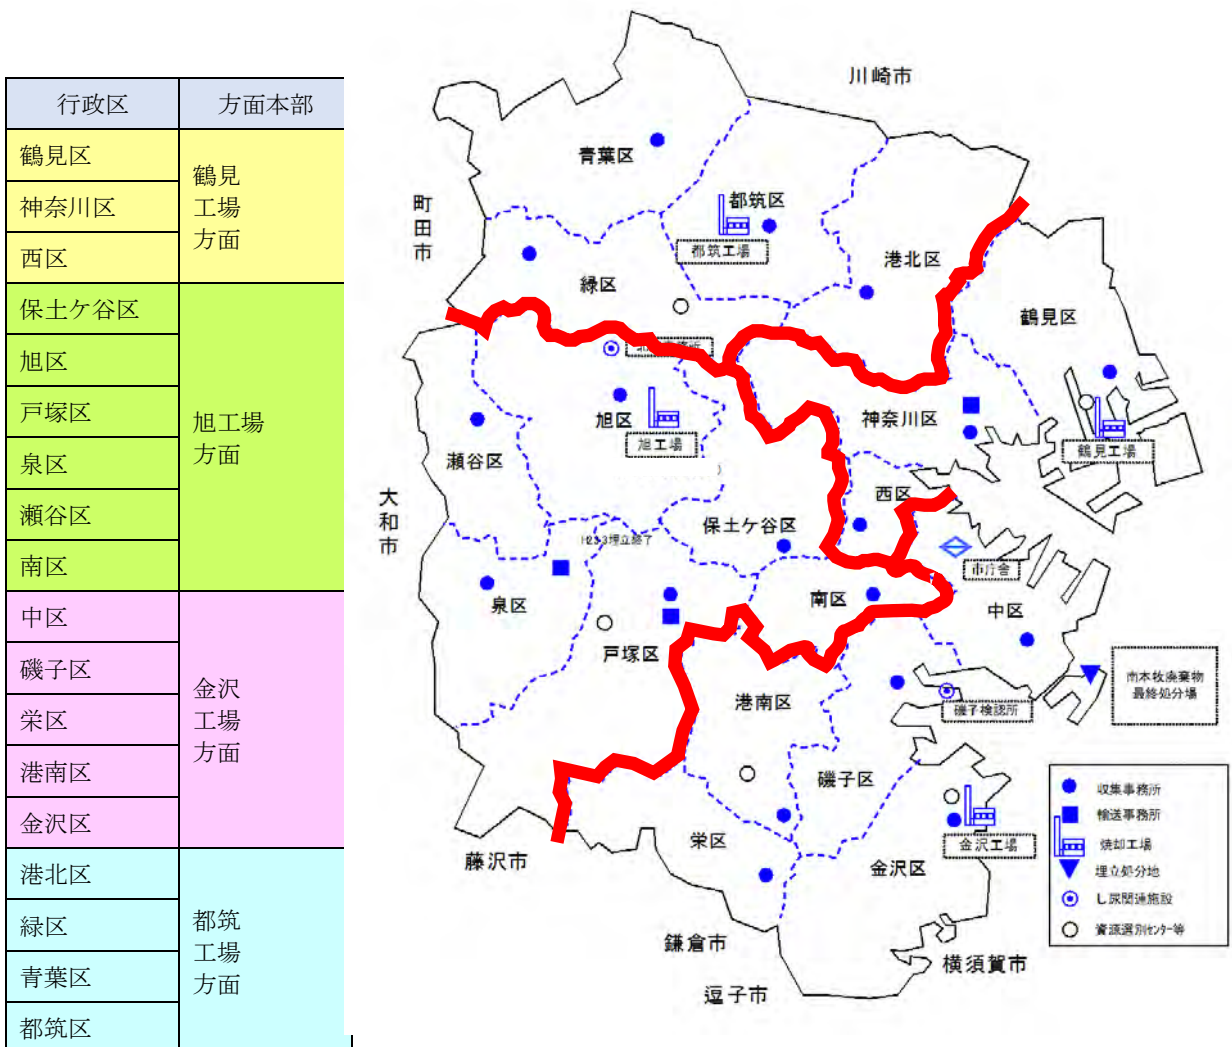 行政区 方面本部
鶴見区
神奈川区
西区
鶴見
工場
方面
保土ケ谷区
旭区
戸塚区
泉区
瀬谷区
南区
旭工場
方面
中区
磯子区
栄区
港南区
金沢区
金沢
工場
方面
港北区
緑区
青葉区
都筑区
都筑
工場
方面
川崎市
町田市
大和市
藤沢市
鎌倉市
逗子市
横須賀市
青葉区
都筑区
都筑工場
港北区
緑区
鶴見区
鶴見工場
神奈川区
旭区
旭工場
瀬谷区
西区
保土ケ谷区
H23.3埋立終了
市庁舎
泉区
南区
中区
戸塚区
港南区
南本牧廃棄物
最終処分場
磯子検認所
磯子区
栄区
金沢工場
金沢区
収集事務所
輸送事務所
焼却工場
埋立処分地
し尿関連施設
資源選別センター等